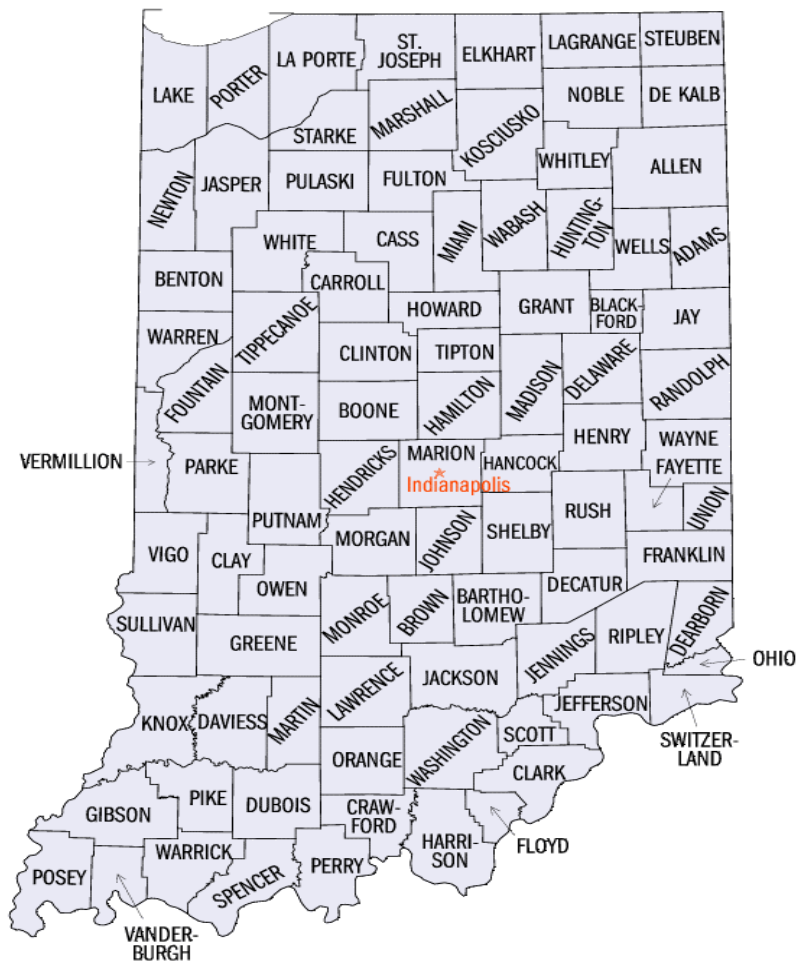 LAKE
PORTER
LA PORTE
ST.
JOSEPH
ELKHART
LAGRANGE
STEUBEN
NOBLE
DE KALB
STARKE
MARSHALL
KOSCIUSKO
WHITLEY
ALLEN
NEWTON
JASPER
PULASKI
FULTON
MIAMI
WABASH
HUNTING-
TON
WELLS
ADAMS
WHITE
CASS
BENTON
CARROLL
HOWARD
GRANT
BLACK-
FORD
JAY
WARREN
TIPPECANOE
CLINTON
TIPTON
MADISON
DELAWARE
RANDOLPH
FOUNTAIN
MONT-
GOMERY
BOONE
HAMILTON
HENRY
WAYNE
VERMILLION
PARKE
HENDRICKS
MARION
Indianapolis
HANCOCK
FAYETTE
UNION
PUTNAM
MORGAN
JOHNSON
SHELBY
RUSH
FRANKLIN
VIGO
CLAY
OWEN
MONROE
BROWN
BARTHO-
LOMEW
DECATUR
DEARBORN
SULLIVAN
GREENE
JENNINGS
RIPLEY
OHIO
LAWRENCE
JACKSON
JEFFERSON
SWITZER-
LAND
KNOX
DAVIESS
MARTIN
ORANGE
WASHINGTON
SCOTT
CLARK
GIBSON
PIKE
DUBOIS
CRAW-
FORD
HARRI-
SON
FLOYD
POSEY
WARRICK
SPENCER
PERRY
VANDER-
BURGH